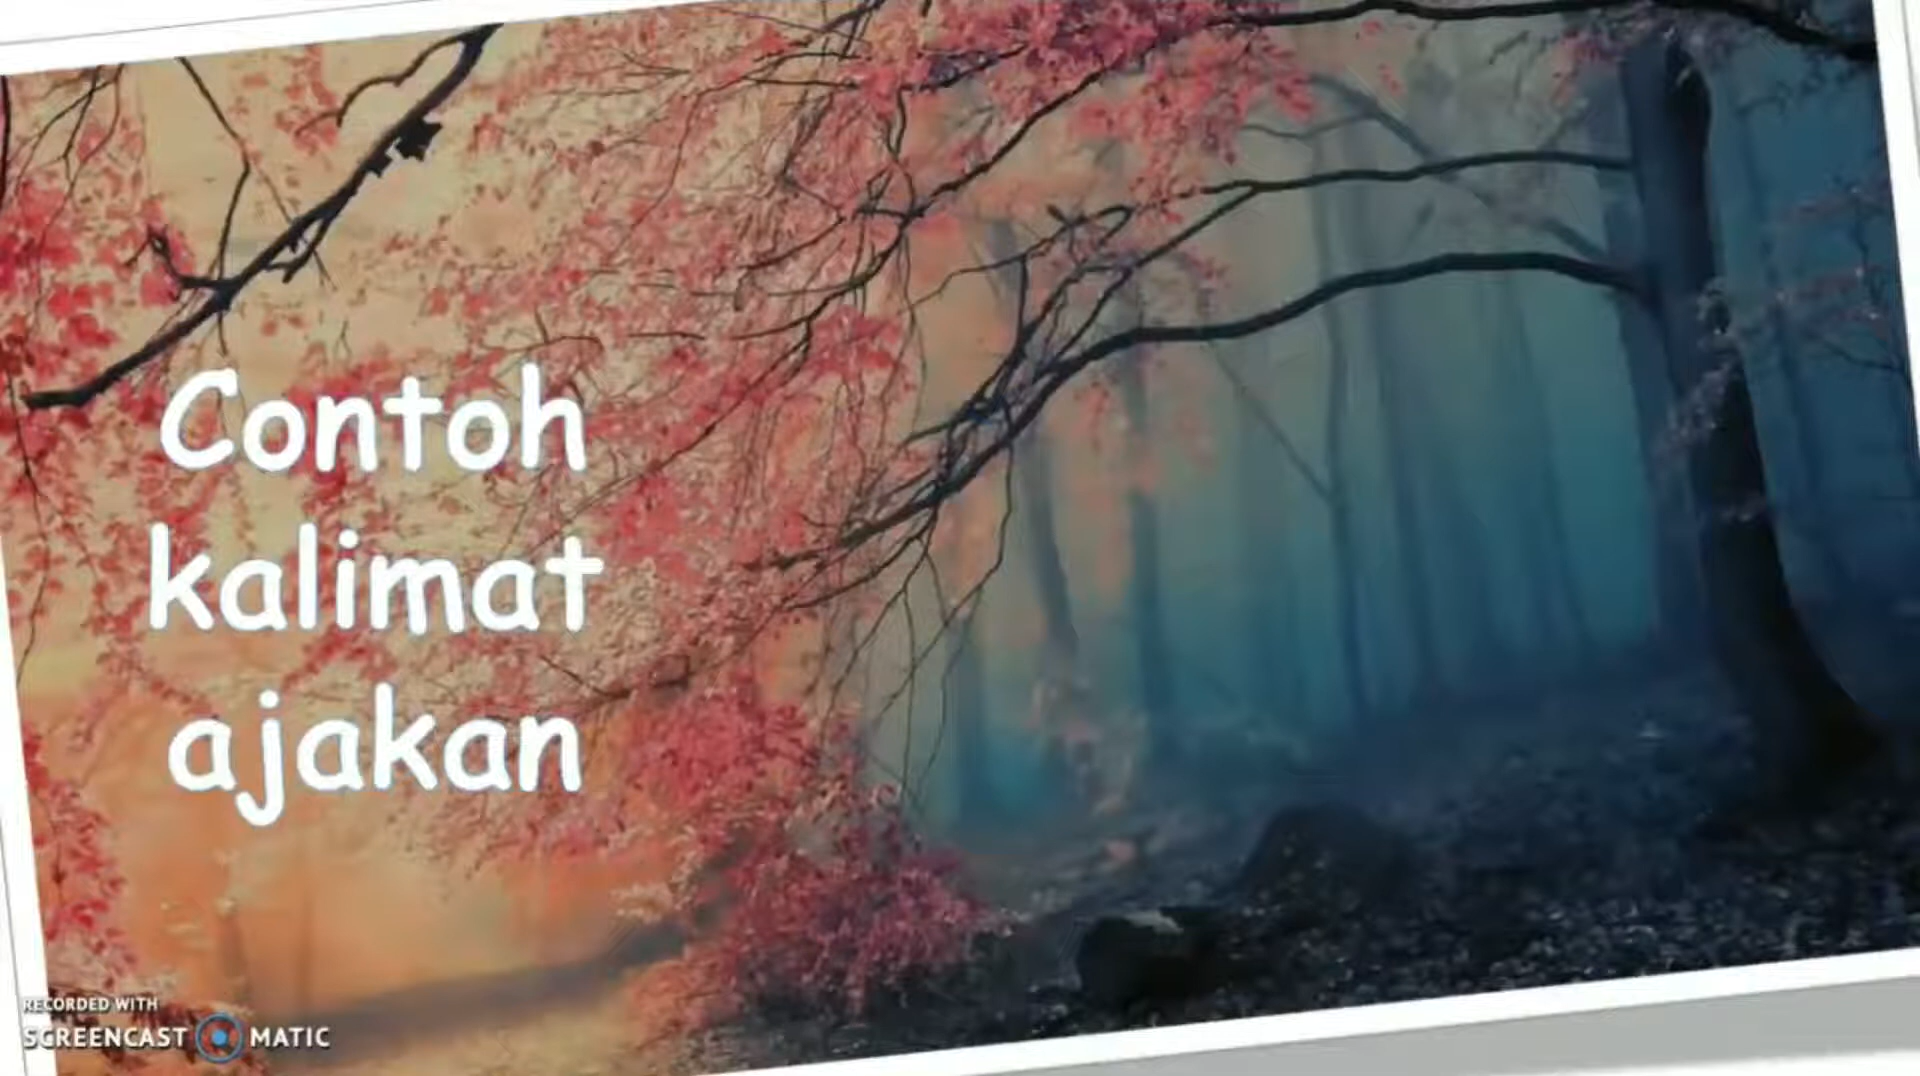 Contoh
kalimat
ajakan
RECORDED WITH
SCREENCAST MATIC